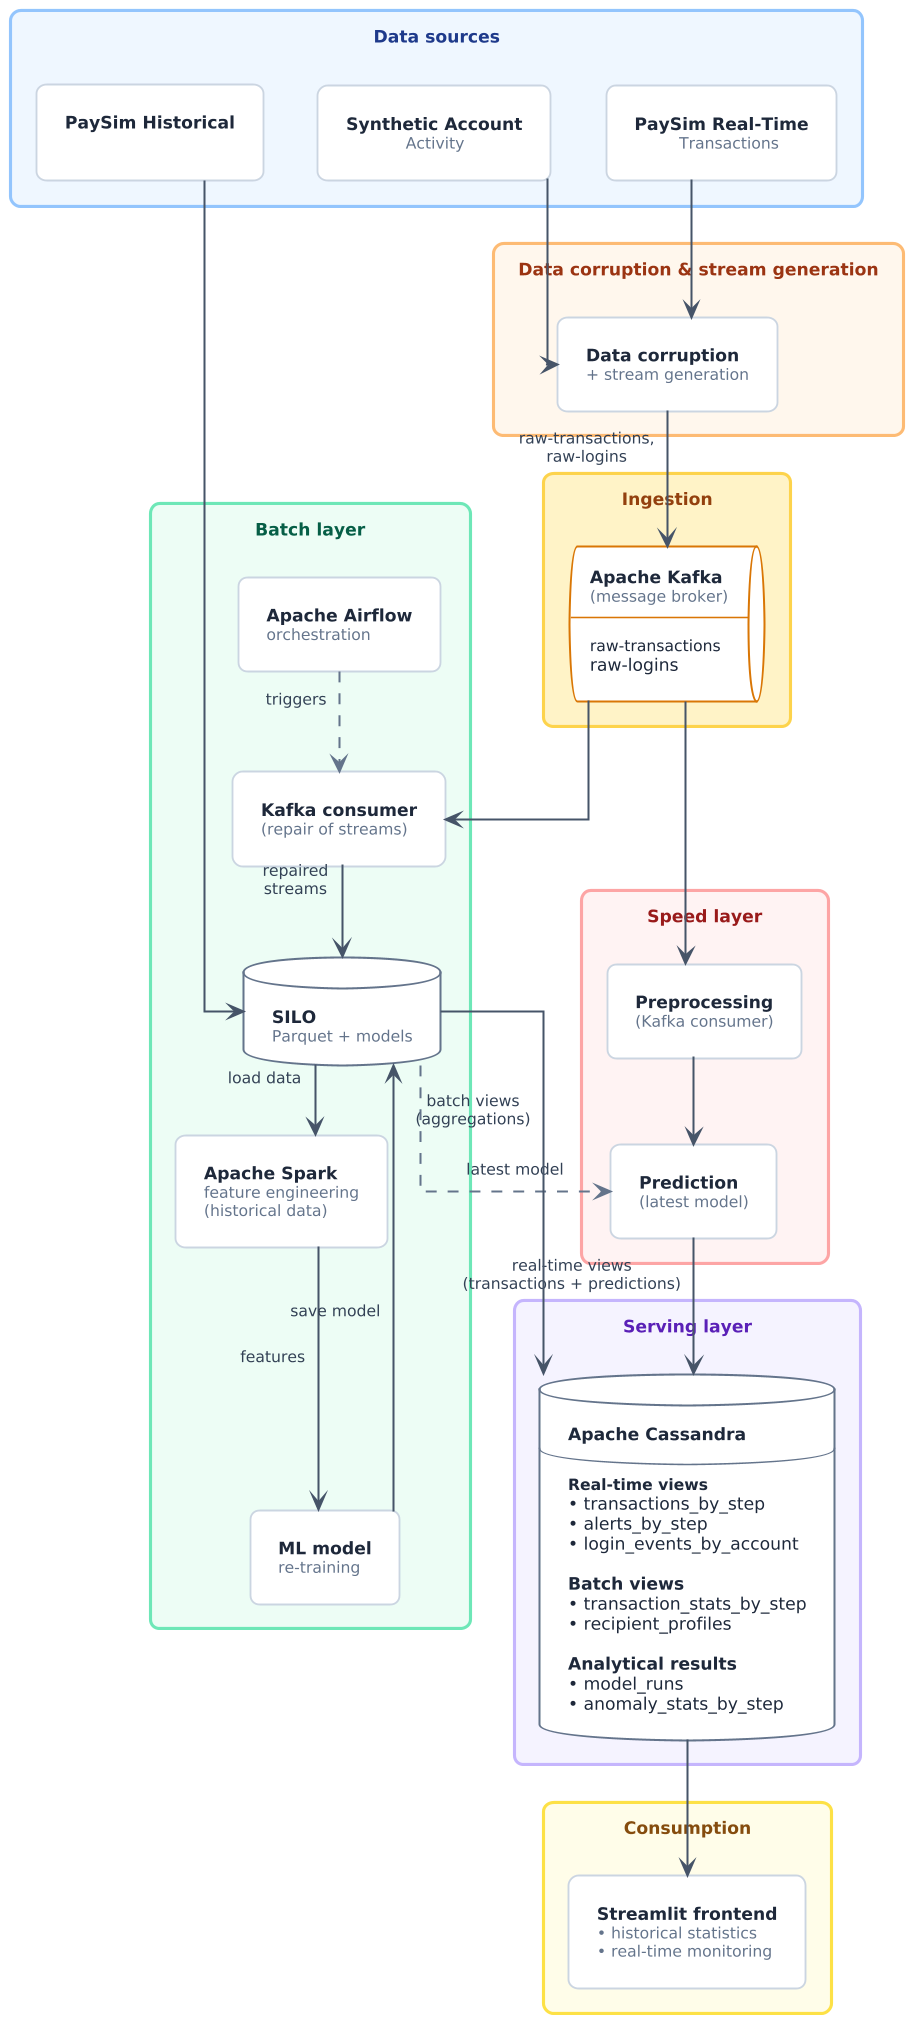 Data sources
PaySim Historical
Synthetic Account
Activity
PaySim Real-Time
Transactions
Data corruption & stream generation
Data corruption
+ stream generation
raw-transactions,
raw-logins
Ingestion
Apache Kafka
(message broker)
raw-transactions
raw-logins
Batch layer
Apache Airflow
orchestration
triggers
Kafka consumer
(repair of streams)
repaired
streams
SILO
Parquet + models
load data
batch views
(aggregations)
latest model
Apache Spark
feature engineering
(historical data)
save model
features
ML model
re-training
Speed layer
Preprocessing
(Kafka consumer)
Prediction
(latest model)
real-time views
(transactions + predictions)
Serving layer
Apache Cassandra
Real-time views
• transactions_by_step
• alerts_by_step
• login_events_by_account
Batch views
• transaction_stats_by_step
• recipient_profiles
Analytical results
• model_runs
• anomaly_stats_by_step
Consumption
Streamlit frontend
• historical statistics
• real-time monitoring